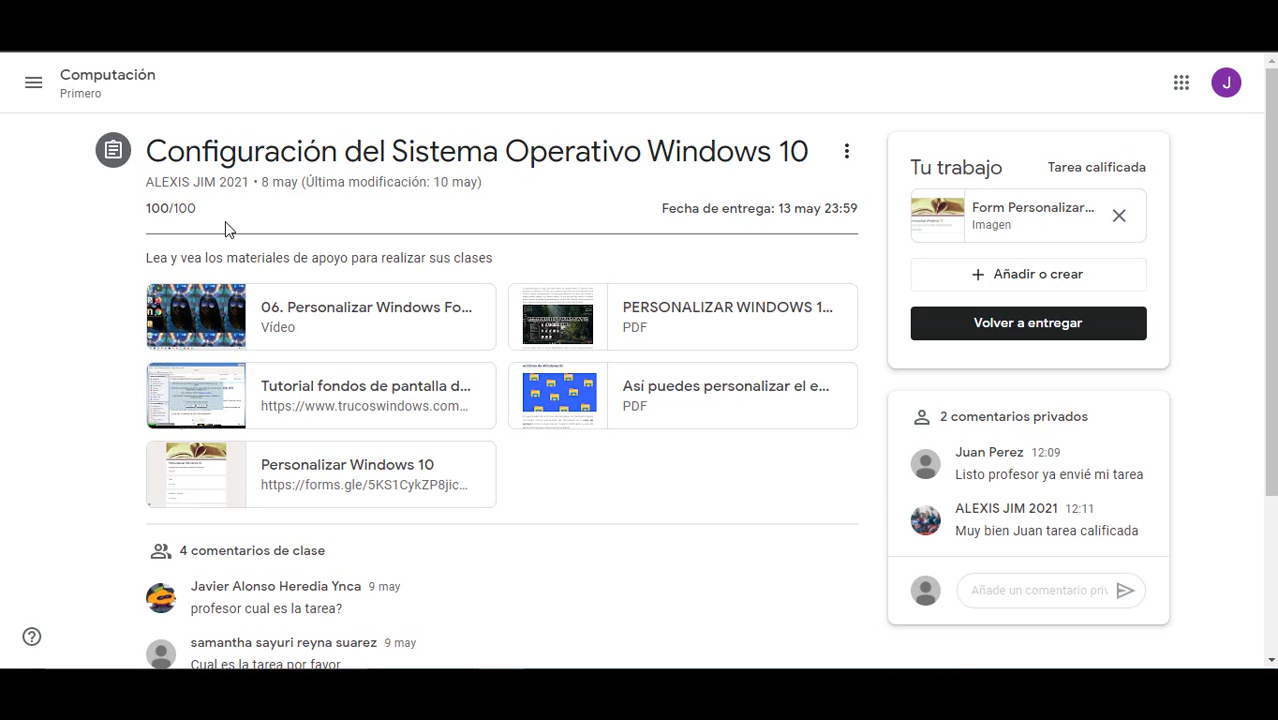 Computación
Primero
J
Configuración del Sistema Operativo Windows 10
ALEXIS JIM 2021 • 8 may (Última modificación: 10 may)
100/100
Fecha de entrega: 13 may 23:59
Lea y vea los materiales de apoyo para realizar sus clases
06. Personalizar Windows Fo...
Vídeo
PERSONALIZAR WINDOWS 1...
PDF
Tutorial fondos de pantalla d...
https://www.trucoswindows.com...
Así puedes personalizar el e...
PDF
Personalizar Windows 10
https://forms.gle/5KS1CykZP8jic...
4 comentarios de clase
Javier Alonso Heredia Ynca 9 may
profesor cual es la tarea?
samantha sayuri reyna suarez 9 may
Cual es la tarea por favor
Tu trabajo
Tarea calificada
Form Personalizar...
Imagen
Añadir o crear
Volver a entregar
2 comentarios privados
Juan Perez 12:09
Listo profesor ya envié mi tarea
ALEXIS JIM 2021 12:11
Muy bien Juan tarea calificada
Añade un comentario priv